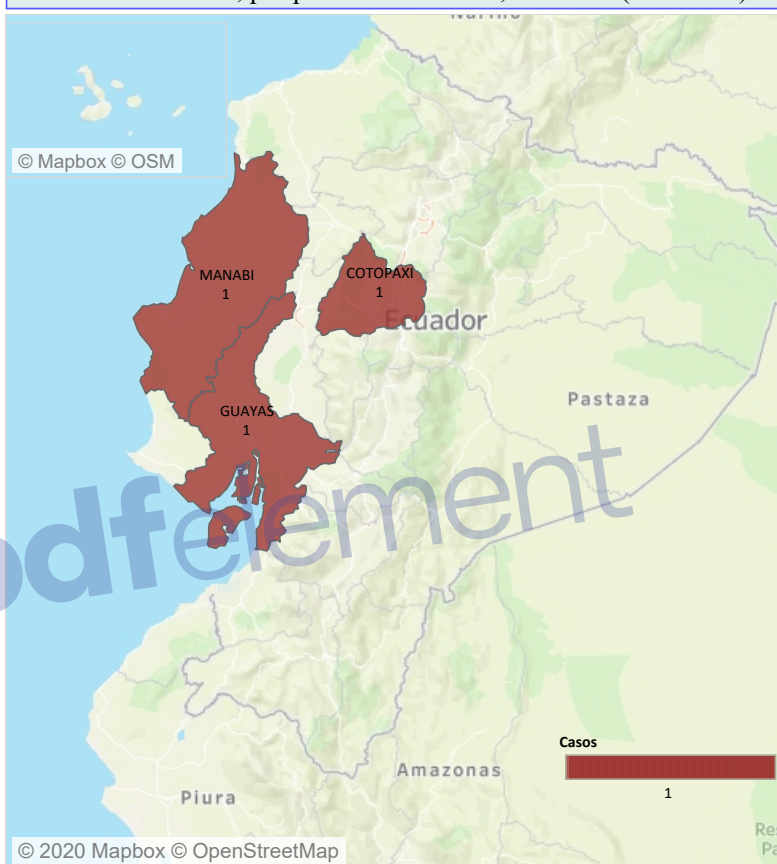 © Mapbox © OSM
MANABI
1
COTOPAXI
1
Ecuador
Pastaza
GUAYAS
1
pdfelement
Casos
1
Amazonas
Piura
© 2020 Mapbox © OpenStreetMap